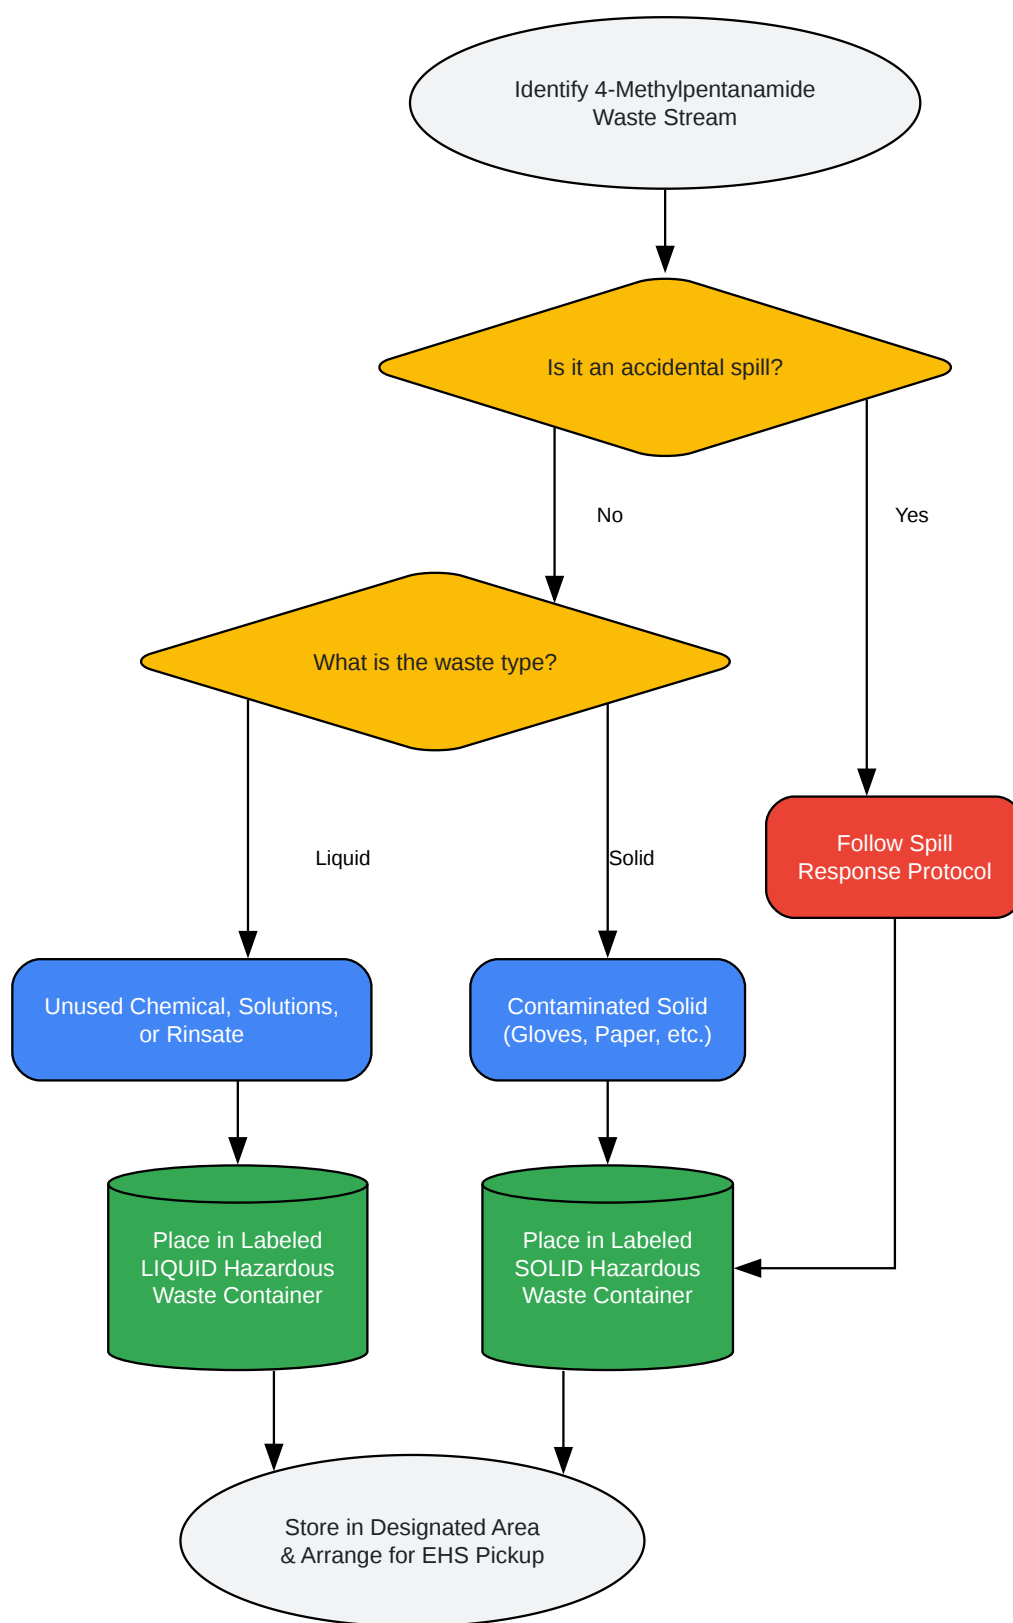 Identify 4-Methylpentanamide
Waste Stream
Is it an accidental spill?
No
Yes
What is the waste type?
Liquid
Solid
Follow Spill
Response Protocol
Unused Chemical, Solutions,
or Rinsate
Contaminated Solid
(Gloves, Paper, etc.)
Place in Labeled
LIQUID Hazardous
Waste Container
Place in Labeled
SOLID Hazardous
Waste Container
Store in Designated Area
& Arrange for EHS Pickup